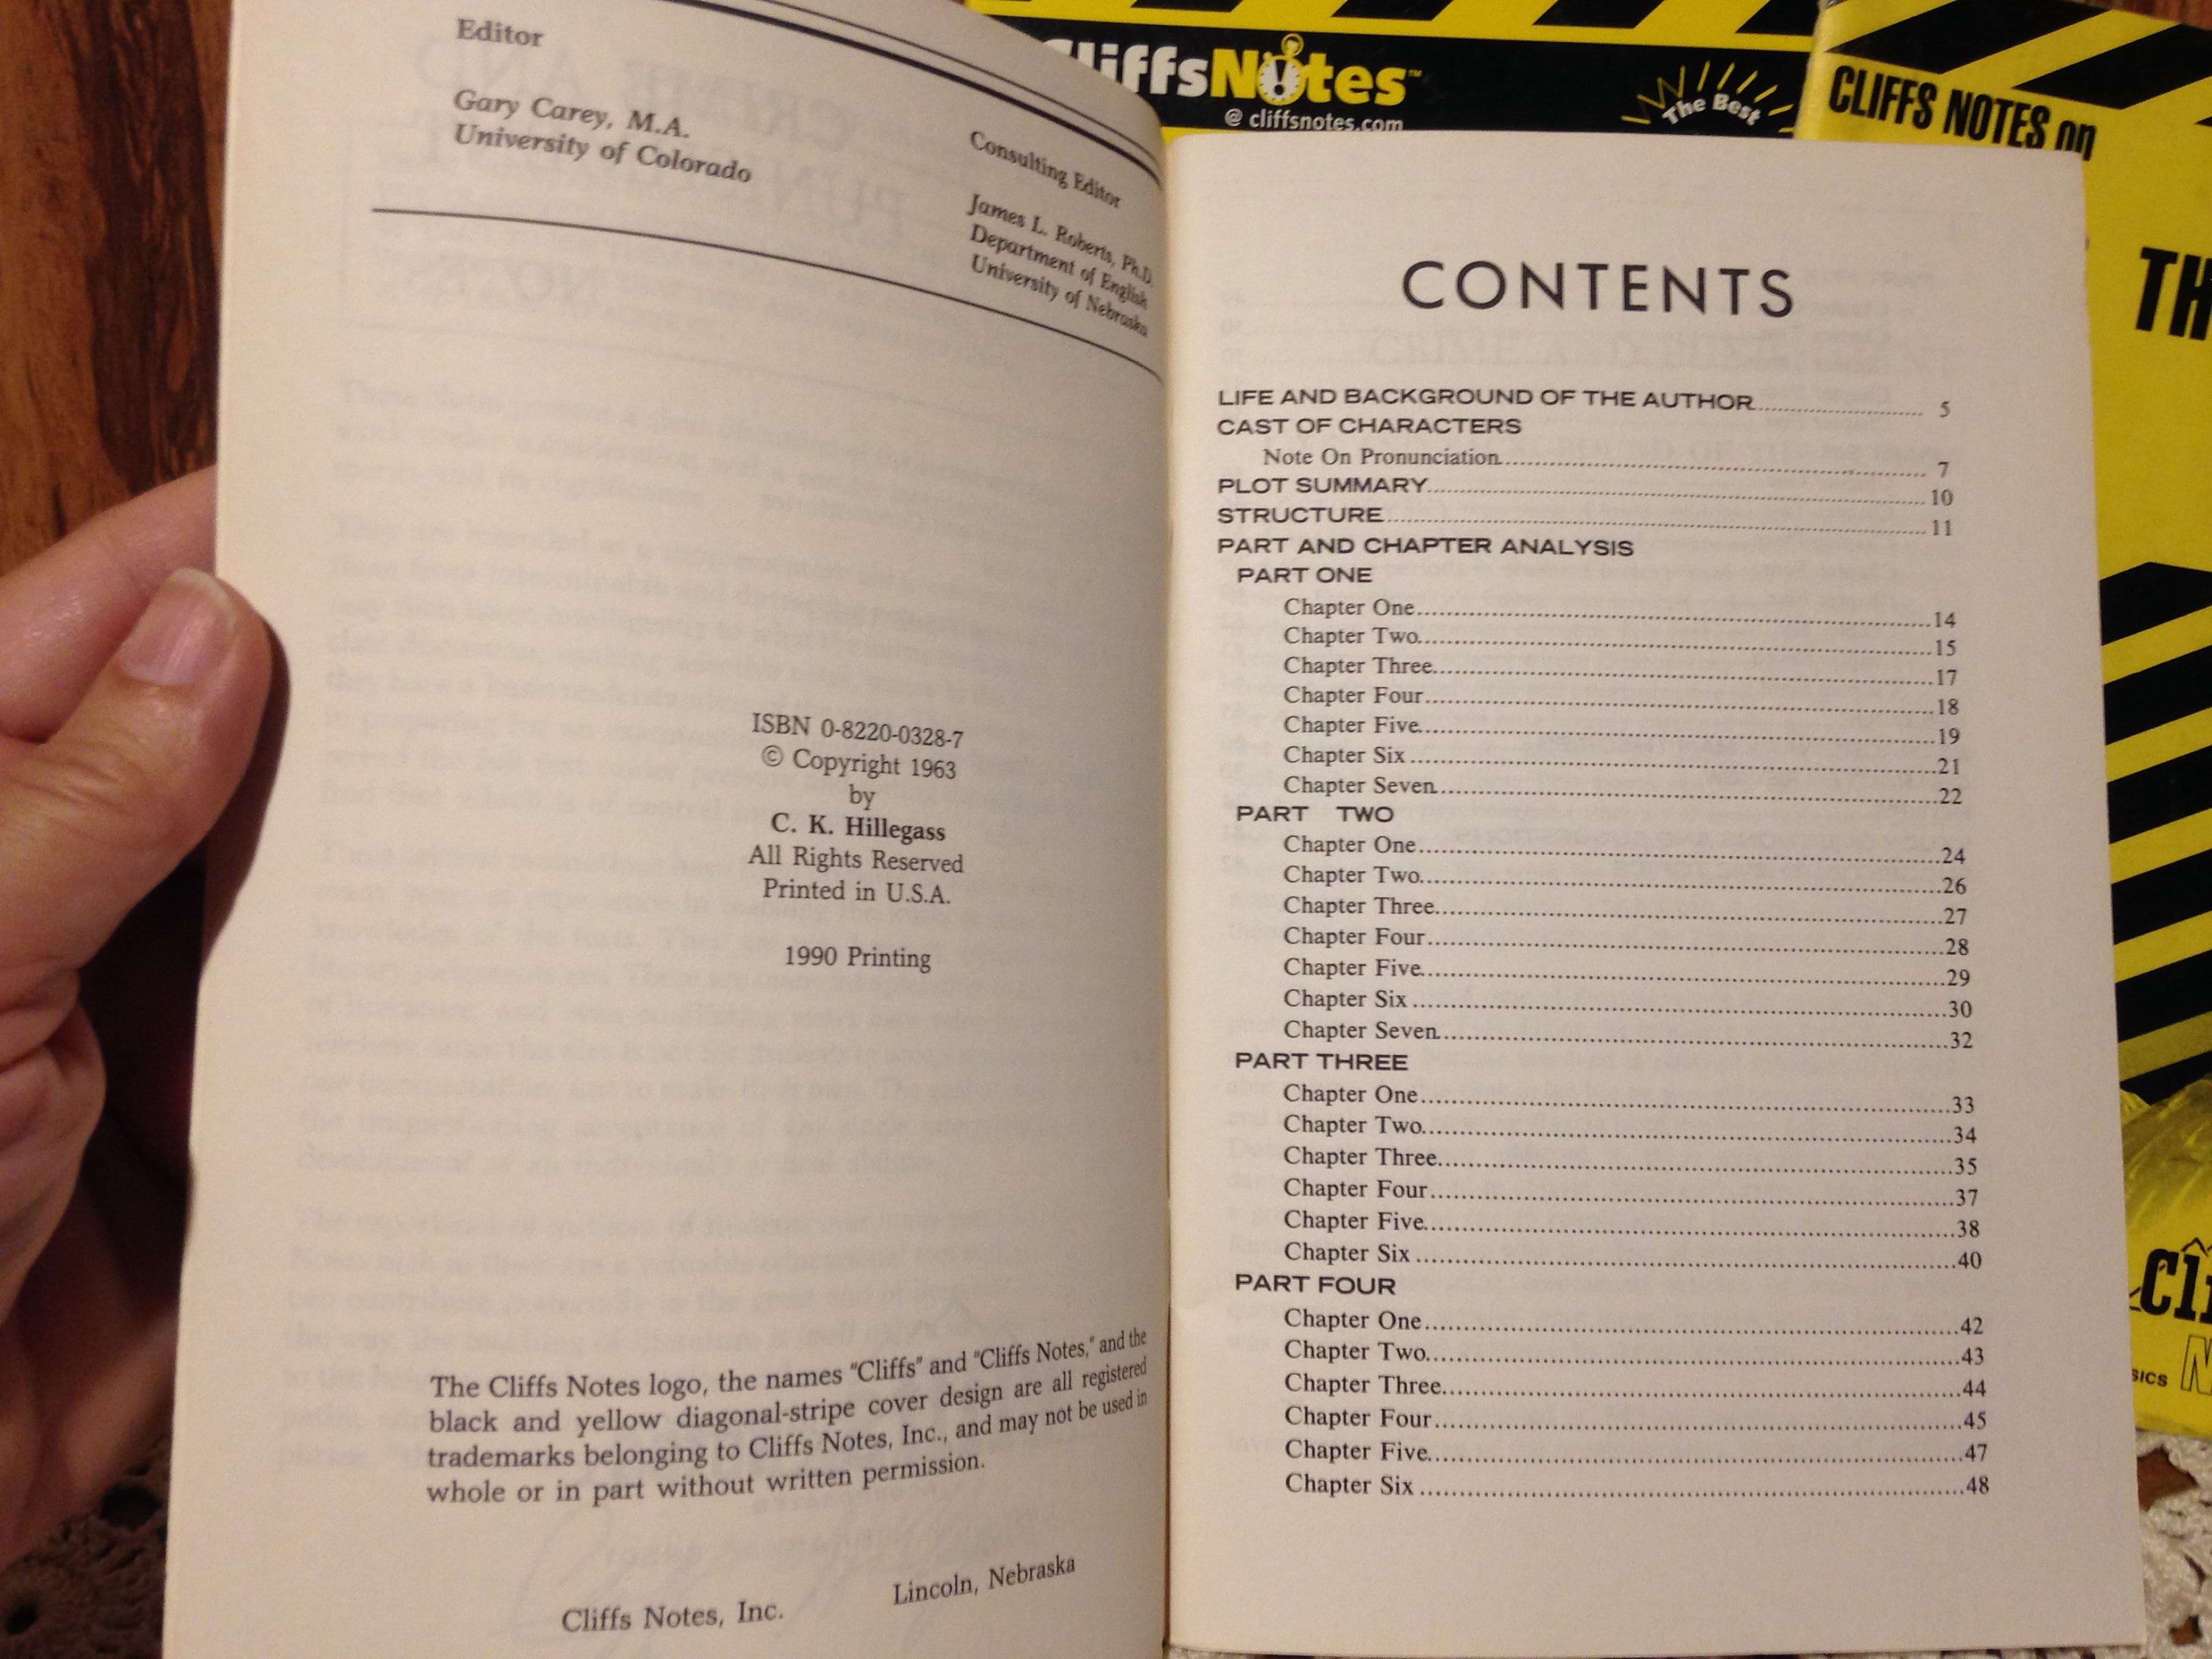 Editor
Gary Carey, M.A.
University of Colorado
Consulting Editor
James L. Roberts, Ph.D.
Department of English
University of Nebraska
ISBN 0-8220-0328-7
© Copyright 1963
by
C. K. Hillegass
All Rights Reserved
Printed in U.S.A.
1990 Printing
The Cliffs Notes logo, the names "Cliffs" and "Cliffs Notes," and the
black and yellow diagonal-stripe cover design are all registered
trademarks belonging to Cliffs Notes, Inc., and may not be used in
whole or in part without written permission.
Cliffs Notes, Inc. Lincoln, Nebraska
CliffsNotes™
@ cliffsnotes.com
The Best
CLIFFS NOTES on
TH
CONTENTS
LIFE AND BACKGROUND OF THE AUTHOR 5
CAST OF CHARACTERS
Note On Pronunciation 7
PLOT SUMMARY 10
STRUCTURE 11
PART AND CHAPTER ANALYSIS
PART ONE
Chapter One 14
Chapter Two 15
Chapter Three 17
Chapter Four 18
Chapter Five 19
Chapter Six 21
Chapter Seven 22
PART TWO
Chapter One 24
Chapter Two 26
Chapter Three 27
Chapter Four 28
Chapter Five 29
Chapter Six 30
Chapter Seven 32
PART THREE
Chapter One 33
Chapter Two 34
Chapter Three 35
Chapter Four 37
Chapter Five 38
Chapter Six 40
PART FOUR
Chapter One 42
Chapter Two 43
Chapter Three 44
Chapter Four 45
Chapter Five 47
Chapter Six 48